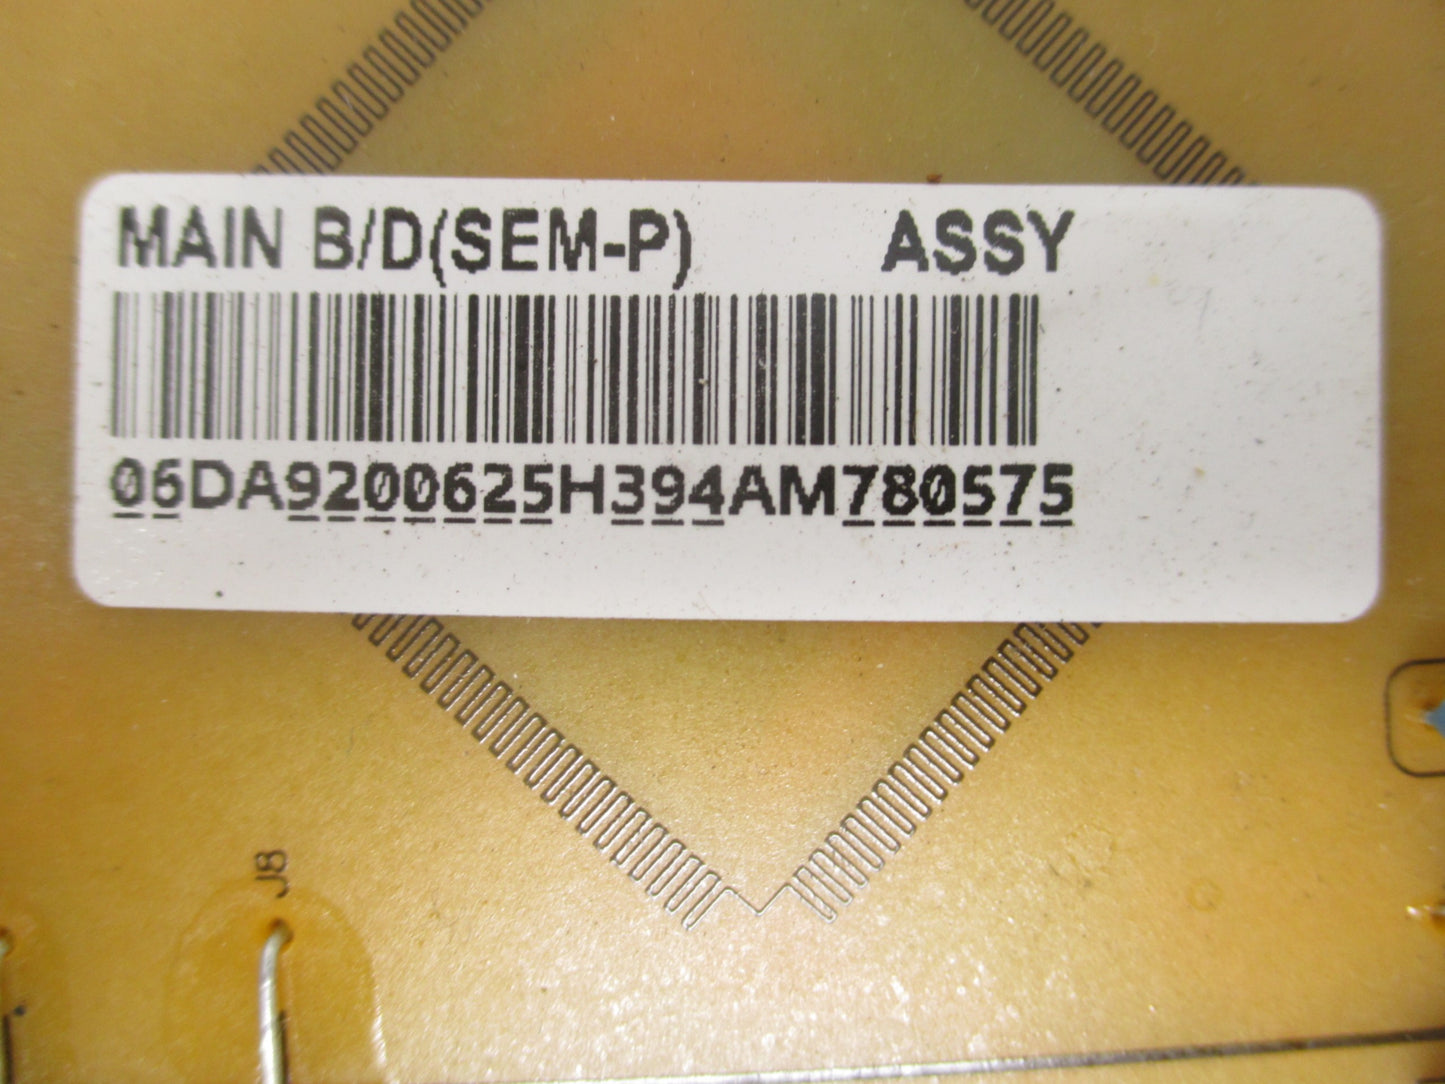 MAIN B/D(SEM-P) ASSY
06DA9200625H394AM780575
J8